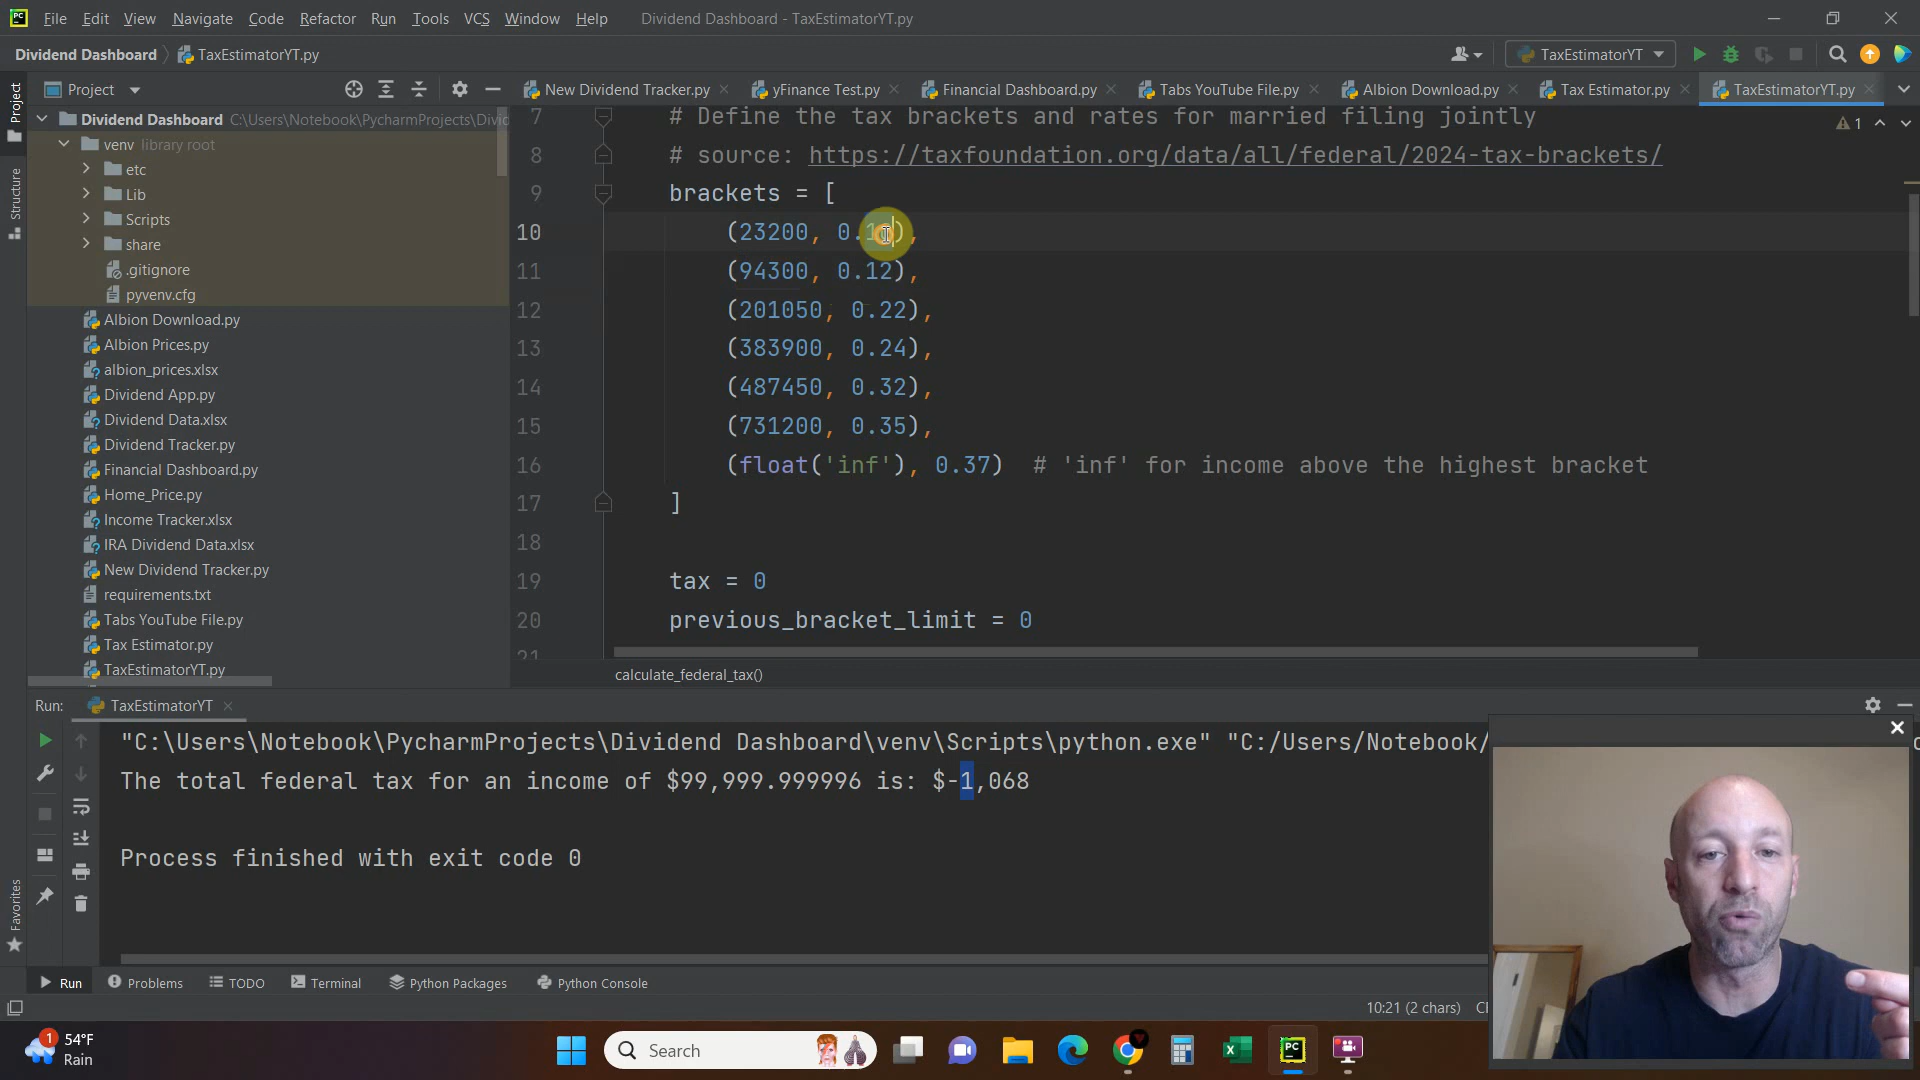 File Edit View Navigate Code Refactor Run Tools VCS Window Help Dividend Dashboard - TaxEstimatorYT.py
Dividend Dashboard TaxEstimatorYT.py
TaxEstimatorYT
Project
New Dividend Tracker.py
yFinance Test.py
Financial Dashboard.py
Tabs YouTube File.py
Albion Download.py
Tax Estimator.py
TaxEstimatorYT.py
Project
Structure
Favorites
Dividend Dashboard C:\Users\Notebook\PycharmProjects\Divid
venv library root
etc
Lib
Scripts
share
.gitignore
pyvenv.cfg
Albion Download.py
Albion Prices.py
albion_prices.xlsx
Dividend App.py
Dividend Data.xlsx
Dividend Tracker.py
Financial Dashboard.py
Home_Price.py
Income Tracker.xlsx
IRA Dividend Data.xlsx
New Dividend Tracker.py
requirements.txt
Tabs YouTube File.py
Tax Estimator.py
TaxEstimatorYT.py
1
7 # Define the tax brackets and rates for married filing jointly
8 # source: https://taxfoundation.org/data/all/federal/2024-tax-brackets/
9 brackets = [
10 (23200, 0.1),
11 (94300, 0.12),
12 (201050, 0.22),
13 (383900, 0.24),
14 (487450, 0.32),
15 (731200, 0.35),
16 (float('inf'), 0.37) # 'inf' for income above the highest bracket
17 ]
18
19 tax = 0
20 previous_bracket_limit = 0
21
calculate_federal_tax()
Run: TaxEstimatorYT
"C:\Users\Notebook\PycharmProjects\Dividend Dashboard\venv\Scripts\python.exe" "C:/Users/Notebook/
The total federal tax for an income of $99,999.999996 is: $-1,068
Process finished with exit code 0
Run Problems TODO Terminal Python Packages Python Console
10:21 (2 chars)
1
54°F
Rain
Search
PC